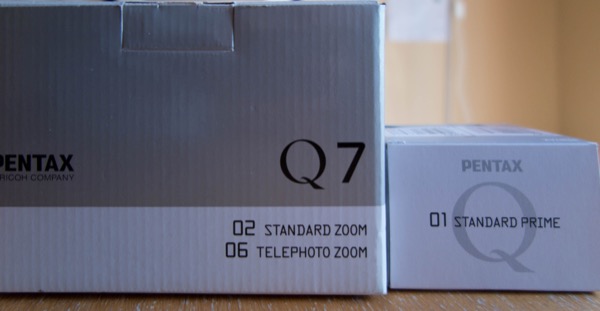 PENTAX
RICOH COMPANY
Q7
02 STANDARD ZOOM
06 TELEPHOTO ZOOM
PENTAX
Q
01 STANDARD PRIME